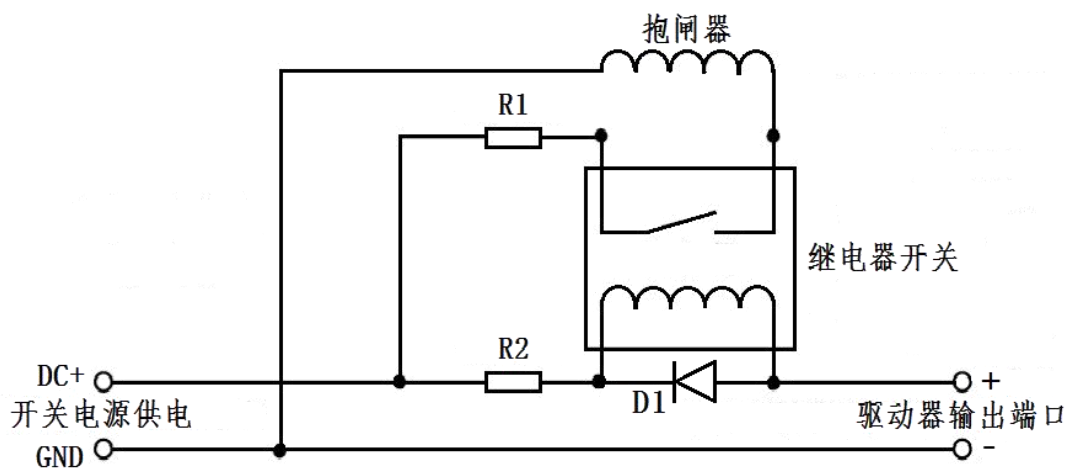 抱闸器
R1
继电器开关
R2
DC+
D1
+
开关电源供电
驱动器输出端口
GND
-